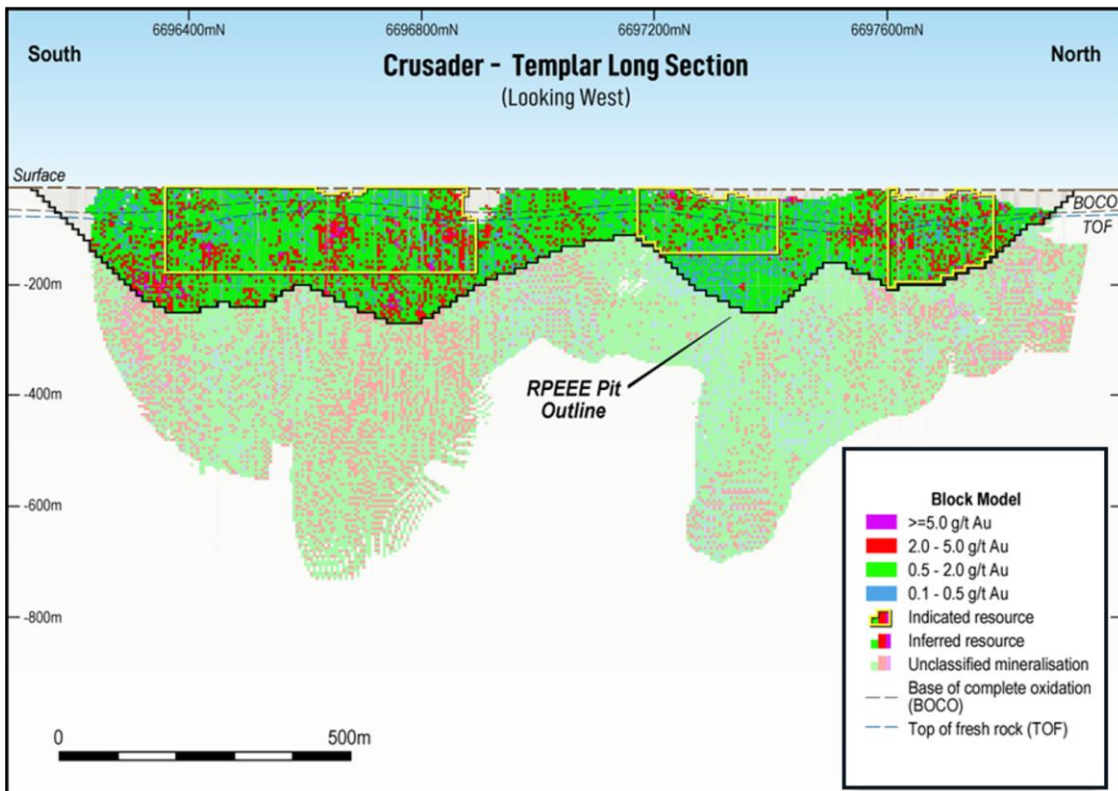 6696400mN
6696800mN
6697200mN
6697600mN
South
North
Crusader - Templar Long Section
(Looking West)
Surface
BOCO
TOF
-200m
-400m
-600m
-800m
RPEEE Pit
Outline
0
500m
Block Model
>=5.0 g/t Au
2.0 - 5.0 g/t Au
0.5 - 2.0 g/t Au
0.1 - 0.5 g/t Au
Indicated resource
Inferred resource
Unclassified mineralisation
Base of complete oxidation
(BOCO)
Top of fresh rock (TOF)